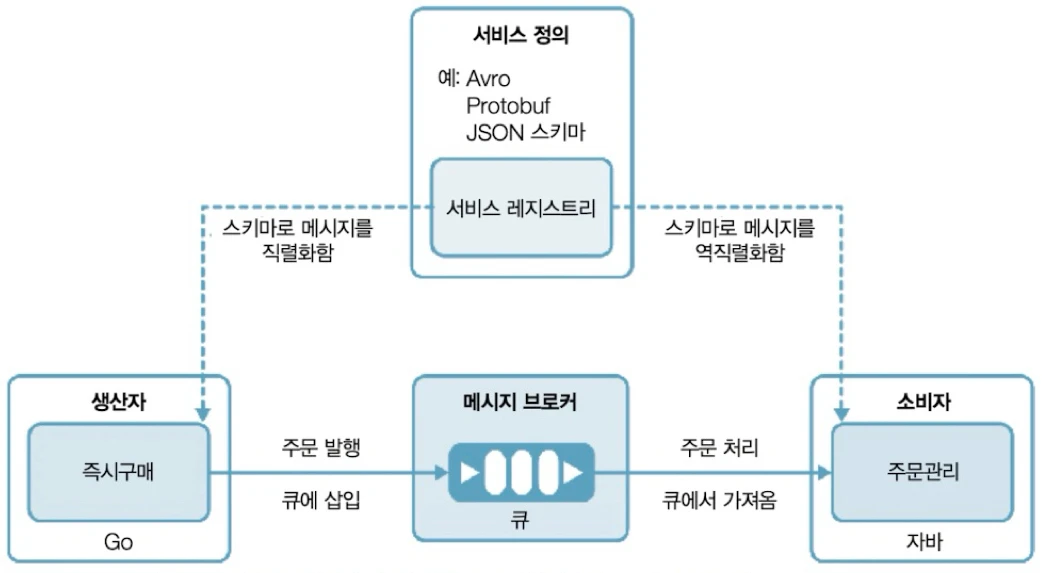 서비스 정의
예: Avro
Protobuf
JSON 스키마
서비스 레지스트리
스키마로 메시지를
직렬화함
스키마로 메시지를
역직렬화함
생산자
즉시구매
Go
주문 발행
큐에 삽입
메시지 브로커
큐
주문 처리
큐에서 가져옴
소비자
주문관리
자바